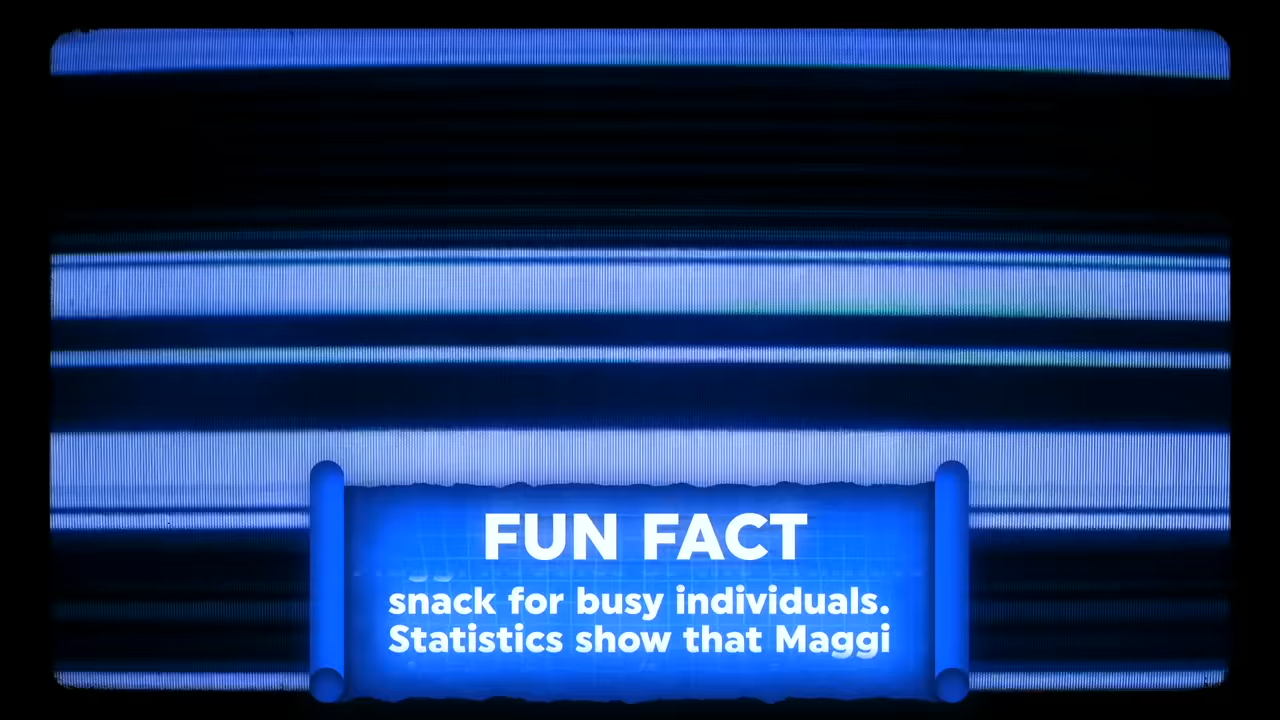 FUN FACT
snack for busy individuals.
Statistics show that Maggi